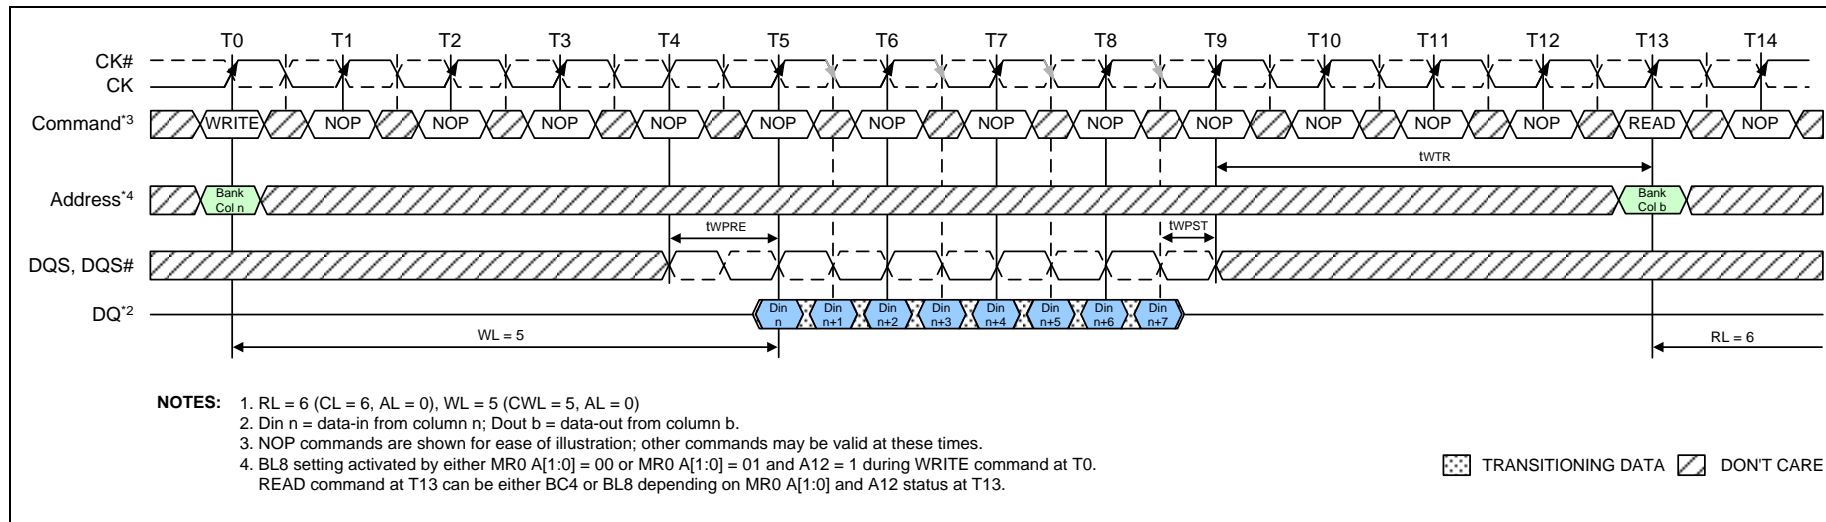 T0 T1 T2 T3 T4 T5 T6 T7 T8 T9 T10 T11 T12 T13 T14
CK#
CK
Command*3 WRITE NOP NOP NOP NOP NOP NOP NOP NOP NOP NOP NOP NOP READ NOP
tWTR
Address*4
Bank
Col n
Bank
Col b
tWPRE tWPST
DQS, DQS#
DQ*2
Din
n
Din
n+1
Din
n+2
Din
n+3
Din
n+4
Din
n+5
Din
n+6
Din
n+7
WL = 5 RL = 6
NOTES: 1. RL = 6 (CL = 6, AL = 0), WL = 5 (CWL = 5, AL = 0)
2. Din n = data-in from column n; Dout b = data-out from column b.
3. NOP commands are shown for ease of illustration; other commands may be valid at these times.
4. BL8 setting activated by either MR0 A[1:0] = 00 or MR0 A[1:0] = 01 and A12 = 1 during WRITE command at T0.
READ command at T13 can be either BC4 or BL8 depending on MR0 A[1:0] and A12 status at T13.
TRANSITIONING DATA DON'T CARE